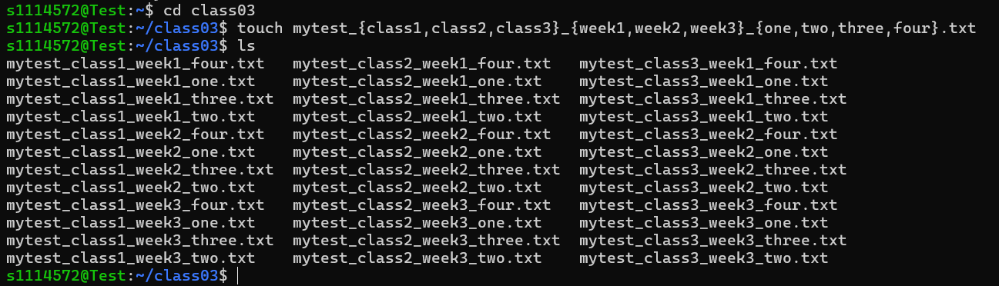 s1114572@Test:~$ cd class03
s1114572@Test:~/class03$ touch mytest_{class1,class2,class3}_{week1,week2,week3}_{one,two,three,four}.txt
s1114572@Test:~/class03$ ls
mytest_class1_week1_four.txt   mytest_class2_week1_four.txt   mytest_class3_week1_four.txt
mytest_class1_week1_one.txt    mytest_class2_week1_one.txt    mytest_class3_week1_one.txt
mytest_class1_week1_three.txt  mytest_class2_week1_three.txt  mytest_class3_week1_three.txt
mytest_class1_week1_two.txt    mytest_class2_week1_two.txt    mytest_class3_week1_two.txt
mytest_class1_week2_four.txt   mytest_class2_week2_four.txt   mytest_class3_week2_four.txt
mytest_class1_week2_one.txt    mytest_class2_week2_one.txt    mytest_class3_week2_one.txt
mytest_class1_week2_three.txt  mytest_class2_week2_three.txt  mytest_class3_week2_three.txt
mytest_class1_week2_two.txt    mytest_class2_week2_two.txt    mytest_class3_week2_two.txt
mytest_class1_week3_four.txt   mytest_class2_week3_four.txt   mytest_class3_week3_four.txt
mytest_class1_week3_one.txt    mytest_class2_week3_one.txt    mytest_class3_week3_one.txt
mytest_class1_week3_three.txt  mytest_class2_week3_three.txt  mytest_class3_week3_three.txt
mytest_class1_week3_two.txt    mytest_class2_week3_two.txt    mytest_class3_week3_two.txt
s1114572@Test:~/class03$